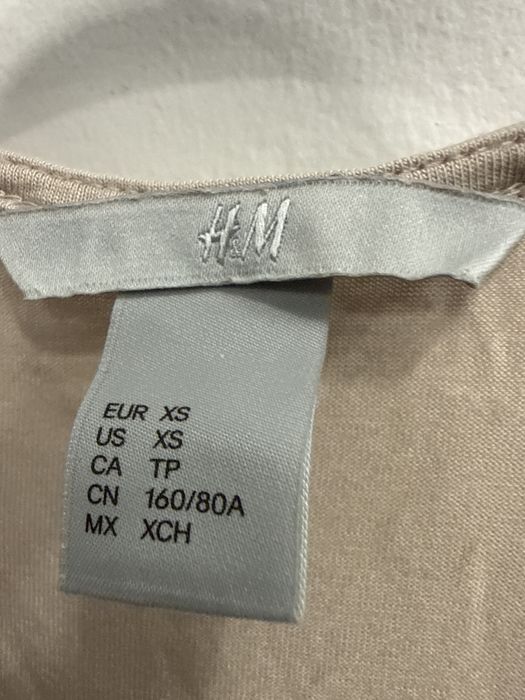 H&M
EUR XS
US XS
CA TP
CN 160/80A
MX XCH